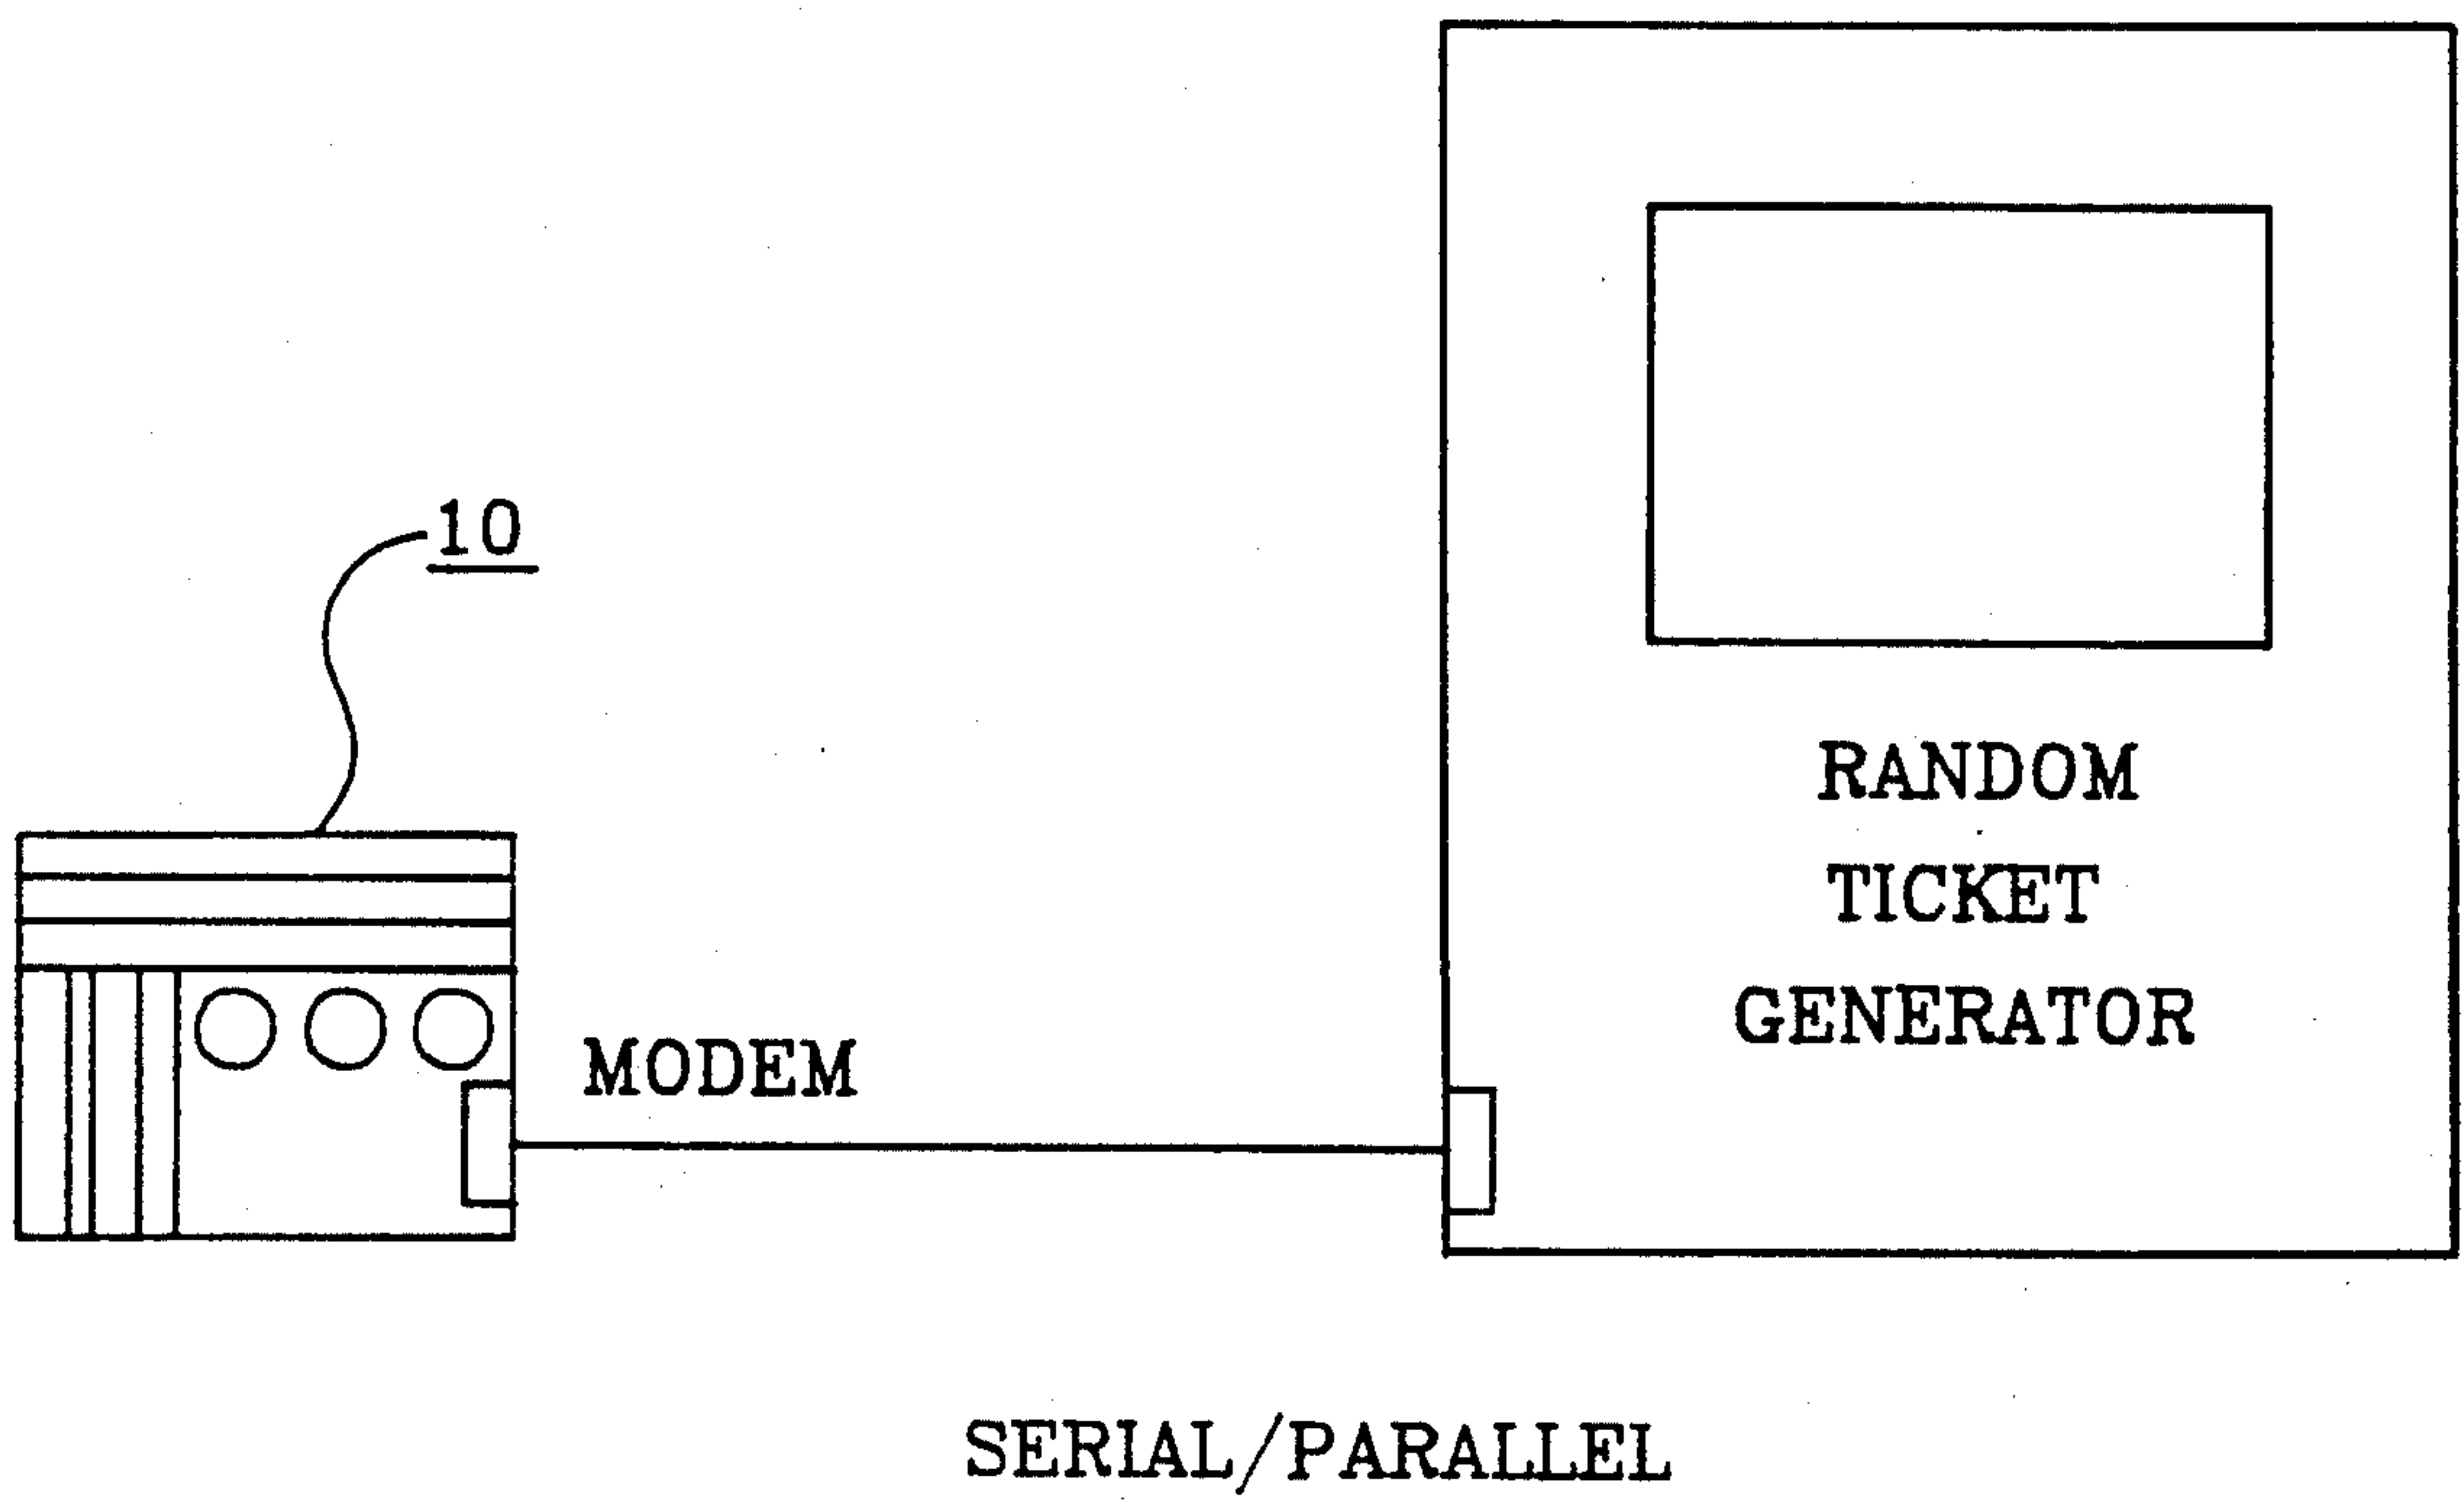 10
RANDOM
TICKET
GENERATOR
MODEM
SERIAL/PARALLEL